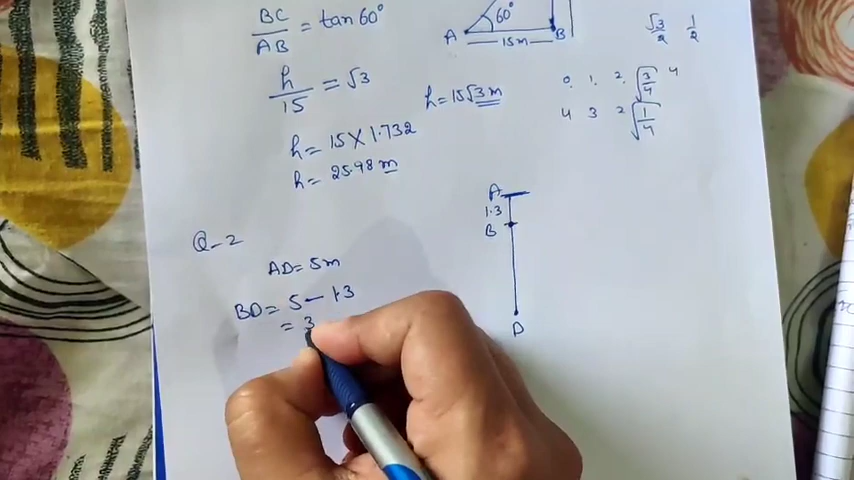 BC/AB = tan 60°
60°
A
15m
B
√3/2 1/2
h/15 = √3
h = 15√3 m
0. 1. 2. √3/4 4
4 3 2 √1/4
h = 15 X 1.732
h = 25.98 m
A
1.3
B
Q-2
AD = 5m
BD = 5 - 1.3
= 3
D